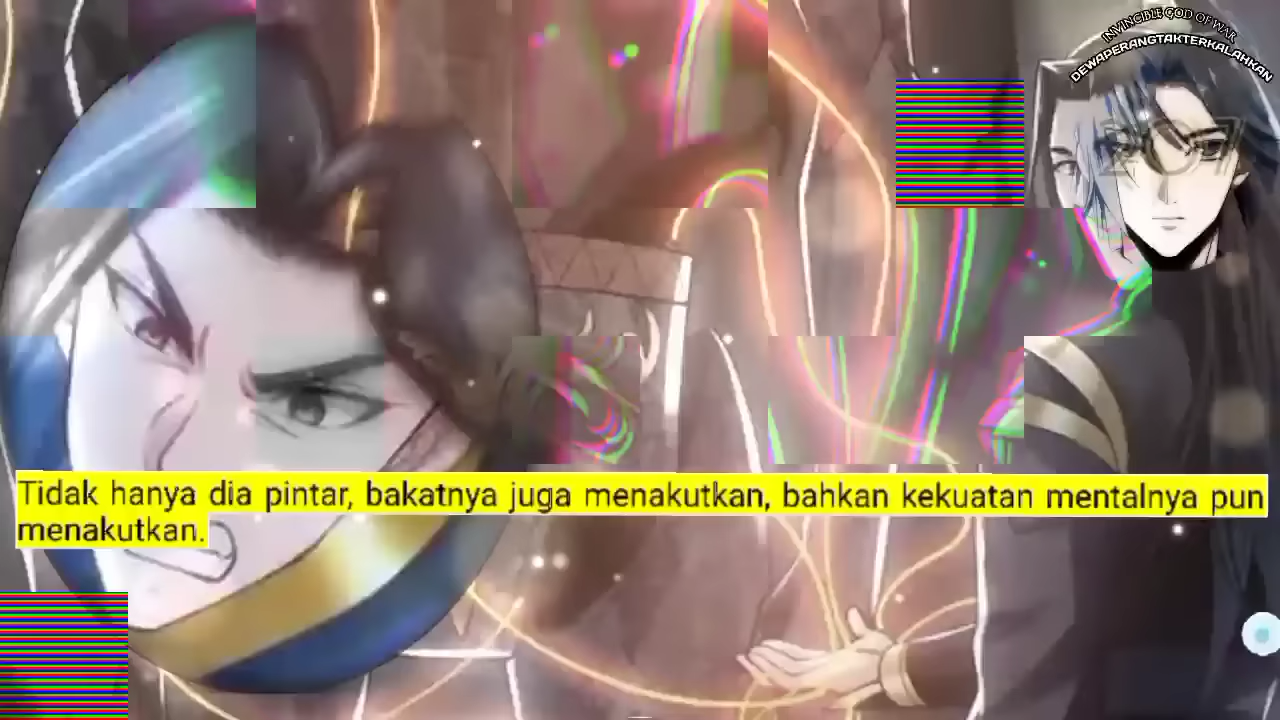 INVINCIBLE GOD OF WAR
DEWAPERANGTAKTERKALAHKAN
Tidak hanya dia pintar, bakatnya juga menakutkan, bahkan kekuatan mentalnya pun
menakutkan.